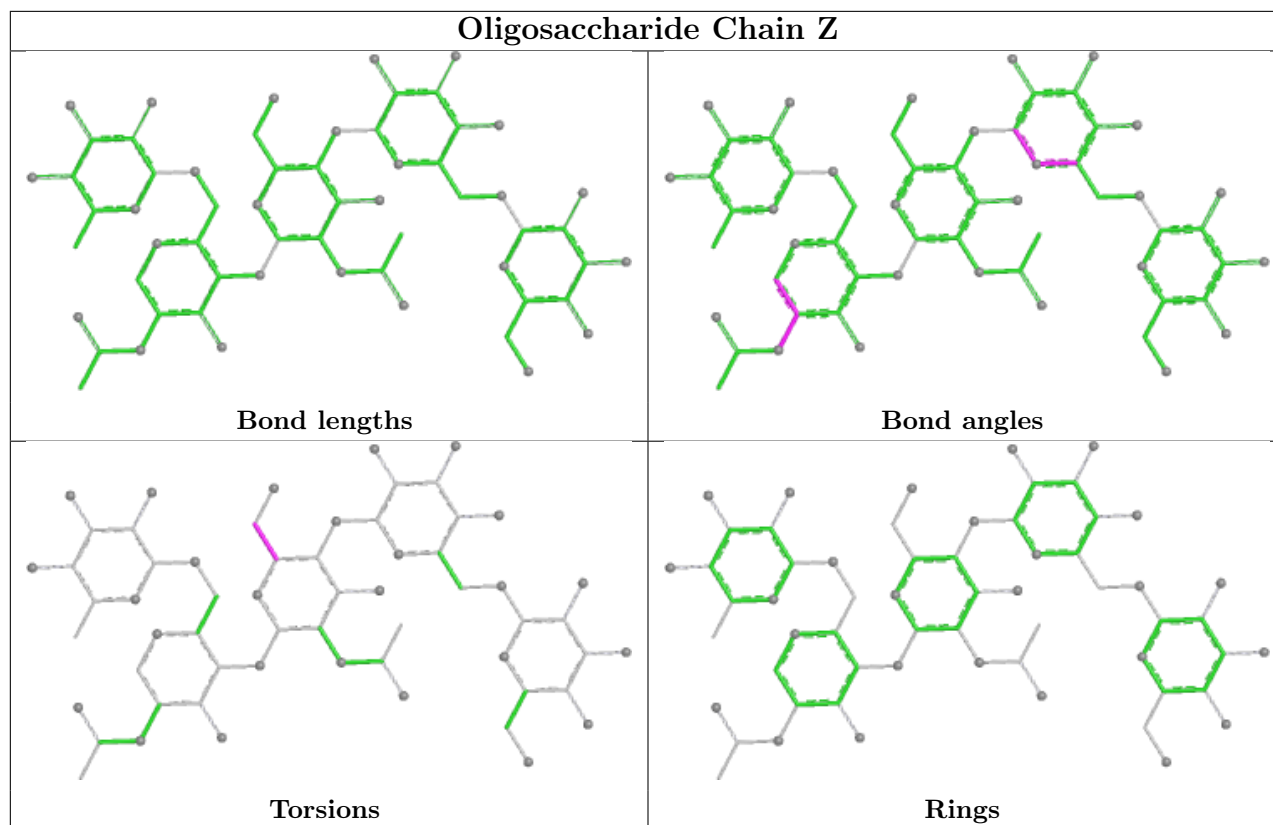 Oligosaccharide Chain Z
Bond lengths
Bond angles
Torsions
Rings